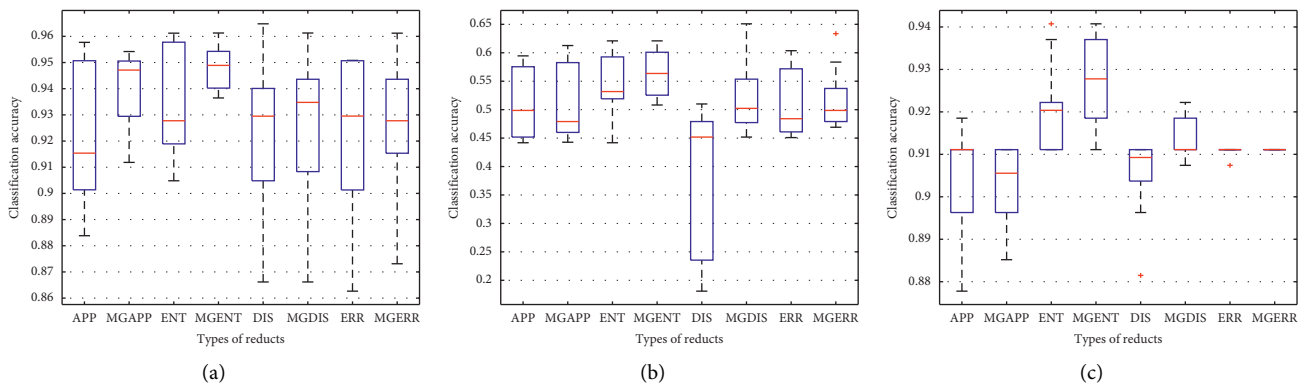 Classification accuracy
0.96
0.95
0.94
0.93
0.92
0.91
0.9
0.89
0.88
0.87
0.86
APP MGAPP ENT MGENT DIS MGDIS ERR MGERR
Types of reducts
(a)
Classification accuracy
0.65
0.6
0.55
0.5
0.45
0.4
0.35
0.3
0.25
0.2
APP MGAPP ENT MGENT DIS MGDIS ERR MGERR
Types of reducts
(b)
Classification accuracy
0.94
0.93
0.92
0.91
0.90
0.89
0.88
APP MGAPP ENT MGENT DIS MGDIS ERR MGERR
Types of reducts
(c)